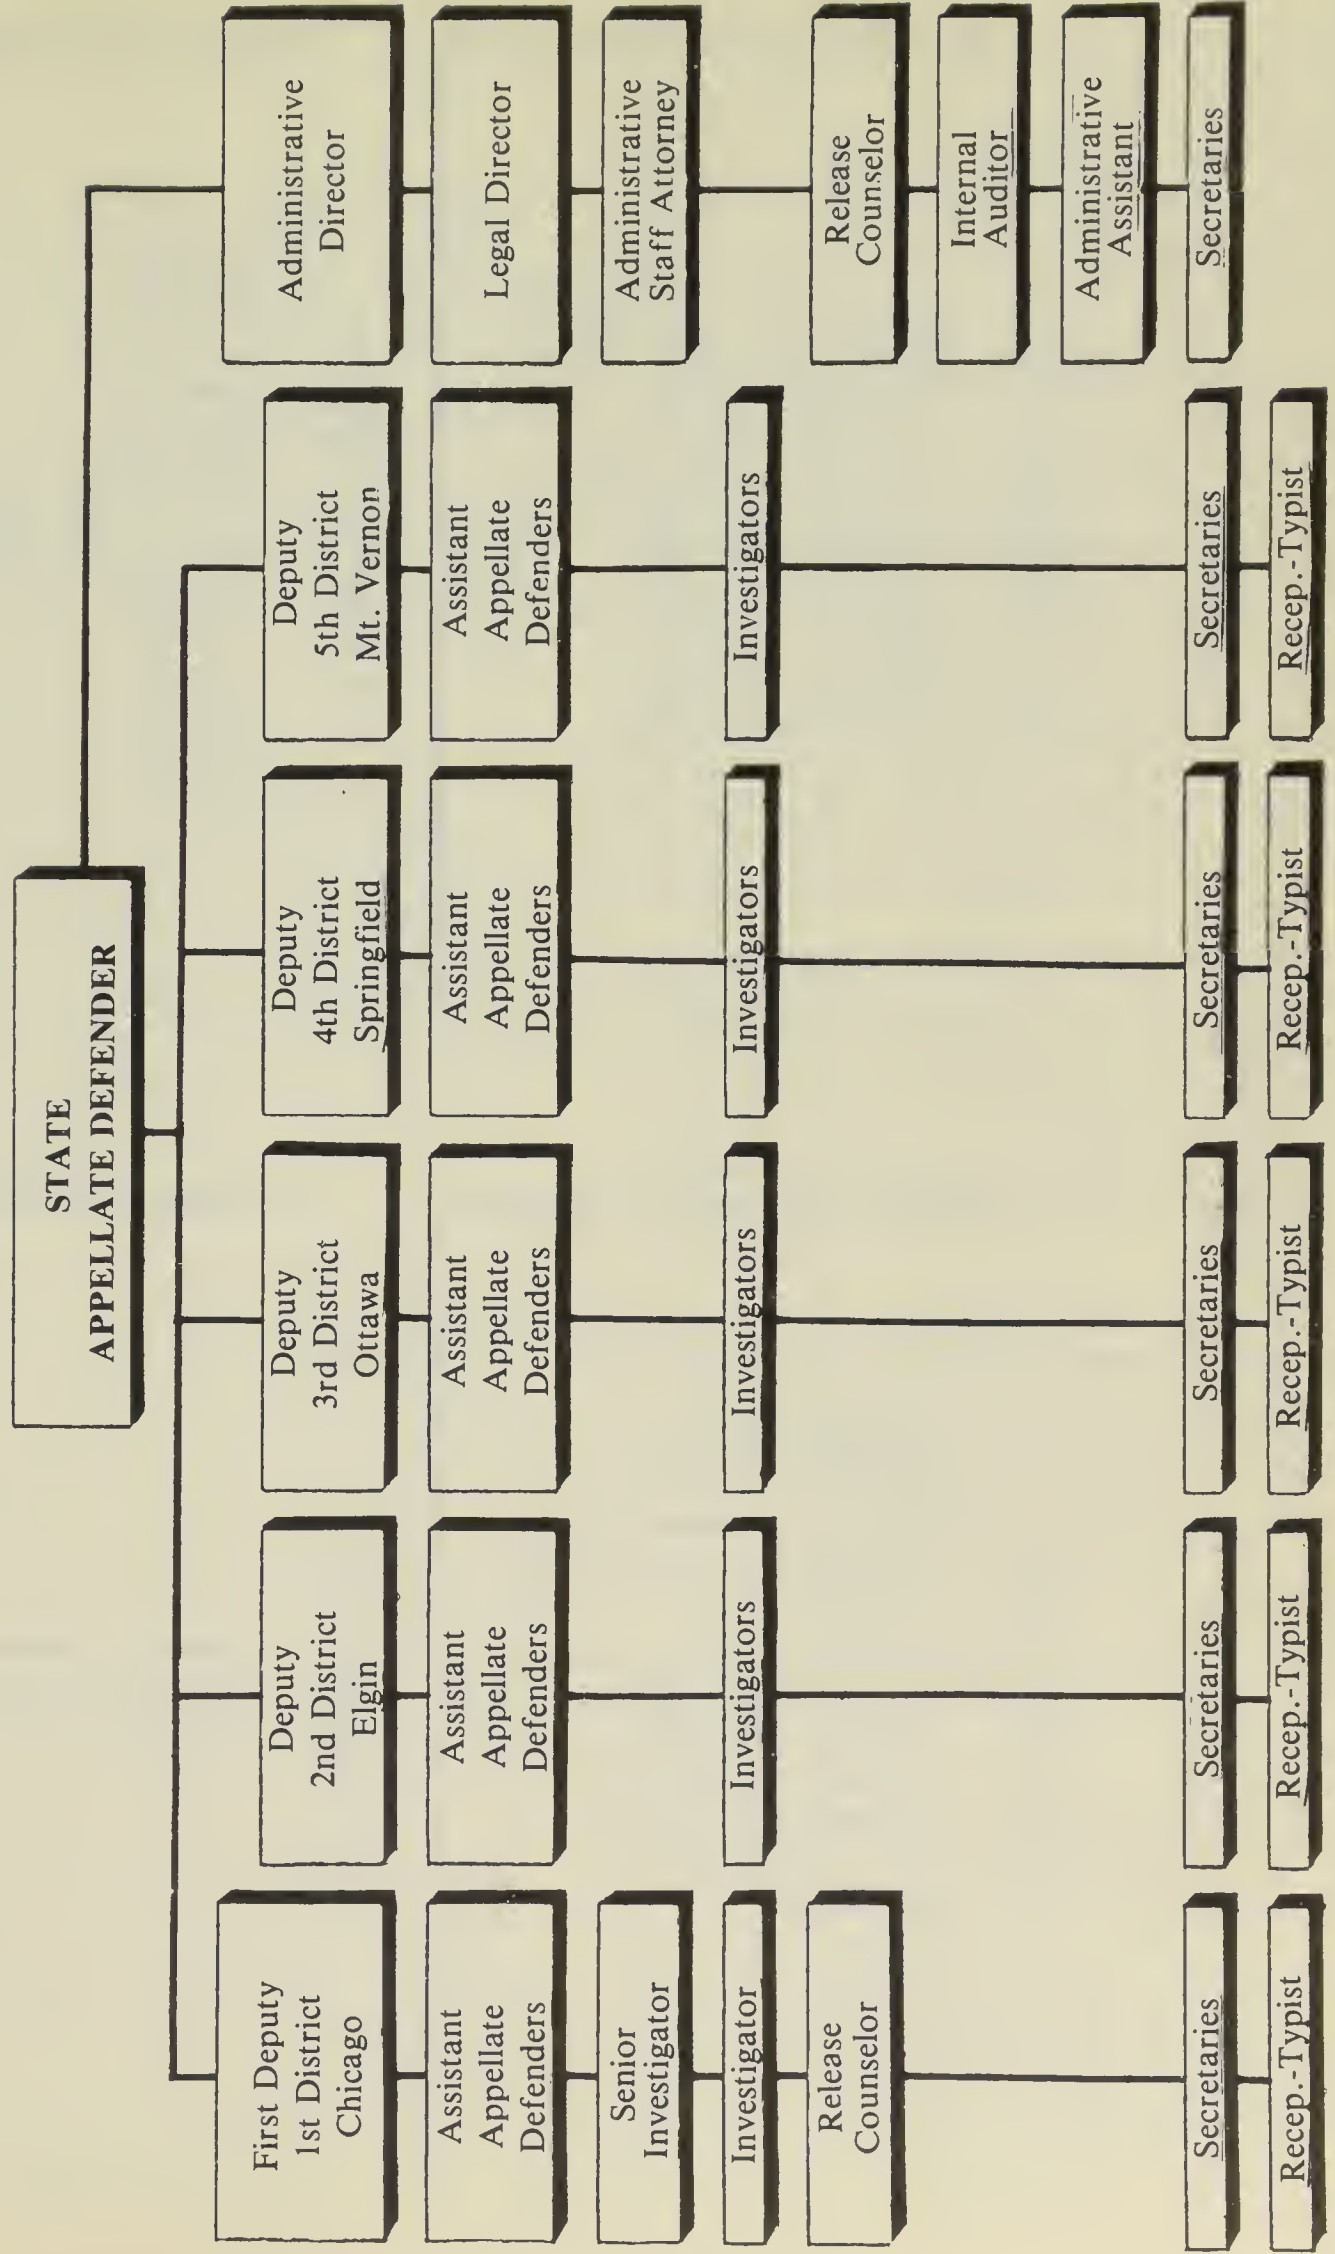 STATE
APPELLATE DEFENDER
First Deputy
1st District
Chicago
Assistant
Appellate
Defenders
Senior
Investigator
Investigator
Release
Counselor
Secretaries
Recep.-Typist
Deputy
2nd District
Elgin
Assistant
Appellate
Defenders
Investigators
Secretaries
Recep.-Typist
Deputy
3rd District
Ottawa
Assistant
Appellate
Defenders
Investigators
Secretaries
Recep.-Typist
Deputy
4th District
Springfield
Assistant
Appellate
Defenders
Investigators
Secretaries
Recep.-Typist
Deputy
5th District
Mt. Vernon
Assistant
Appellate
Defenders
Investigators
Secretaries
Recep.-Typist
Administrative
Director
Legal Director
Administrative
Staff Attorney
Release
Counselor
Internal
Auditor
Administrative
Assistant
Secretaries